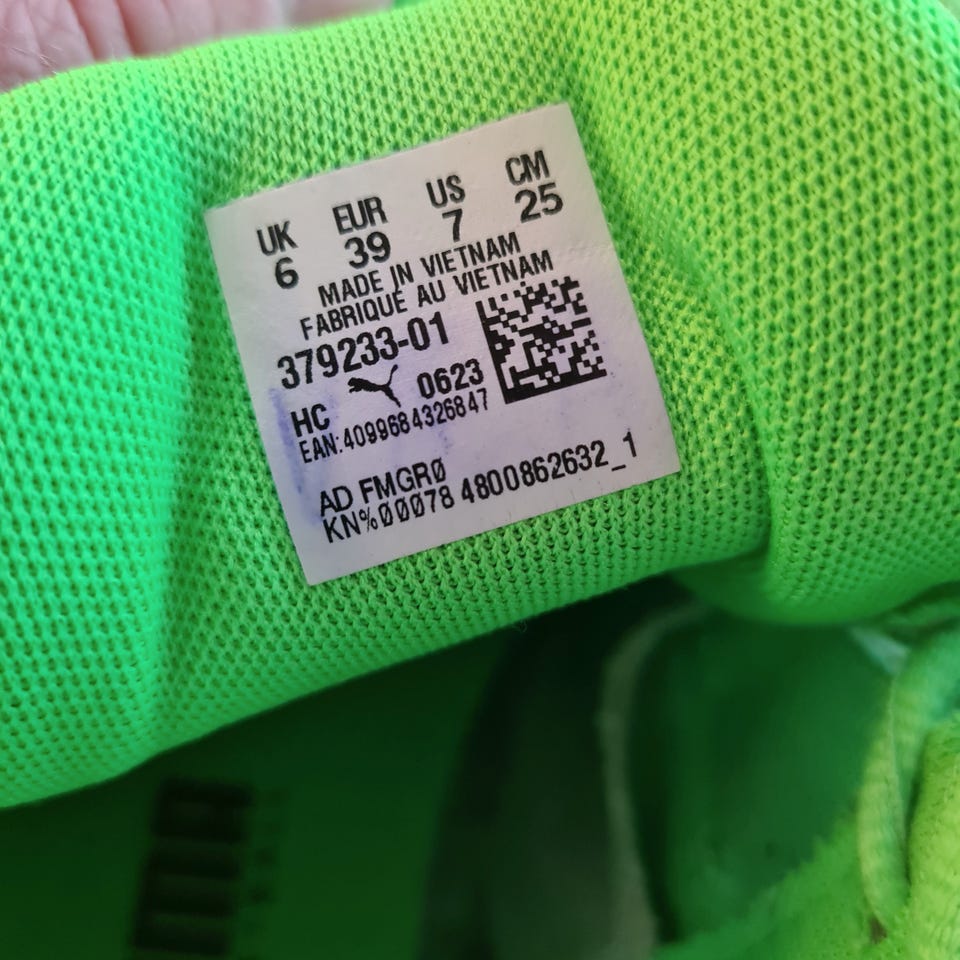 UK EUR US CM
6 39 7 25
MADE IN VIETNAM
FABRIQUÉ AU VIETNAM
379233-01
HC 0623
EAN:4099684326847
AD FMGRØ
KN%ØØØ78 4800862632_1